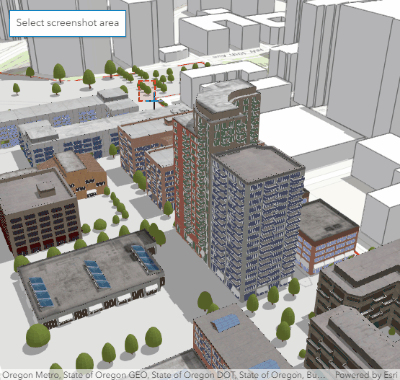 Select screenshot area
Oregon Metro, State of Oregon GEO, State of Oregon DOT, State of Oregon, Bu... Powered by Esri